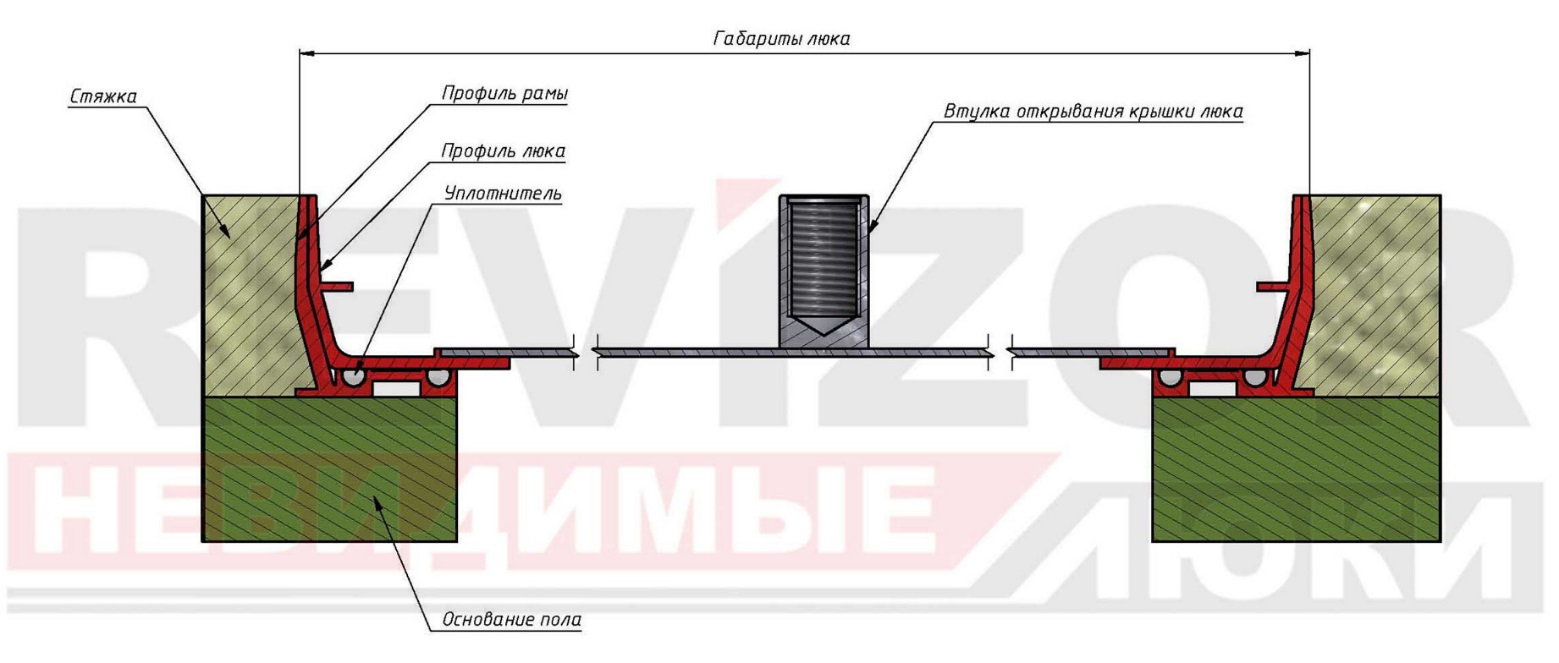 Габариты люка
Стяжка
Профиль рамы
Втулка открывания крышки люка
Профиль люка
Уплотнитель
REVIZOR
НЕВИДИМЫЕ
ЛЮКИ
Основание пола